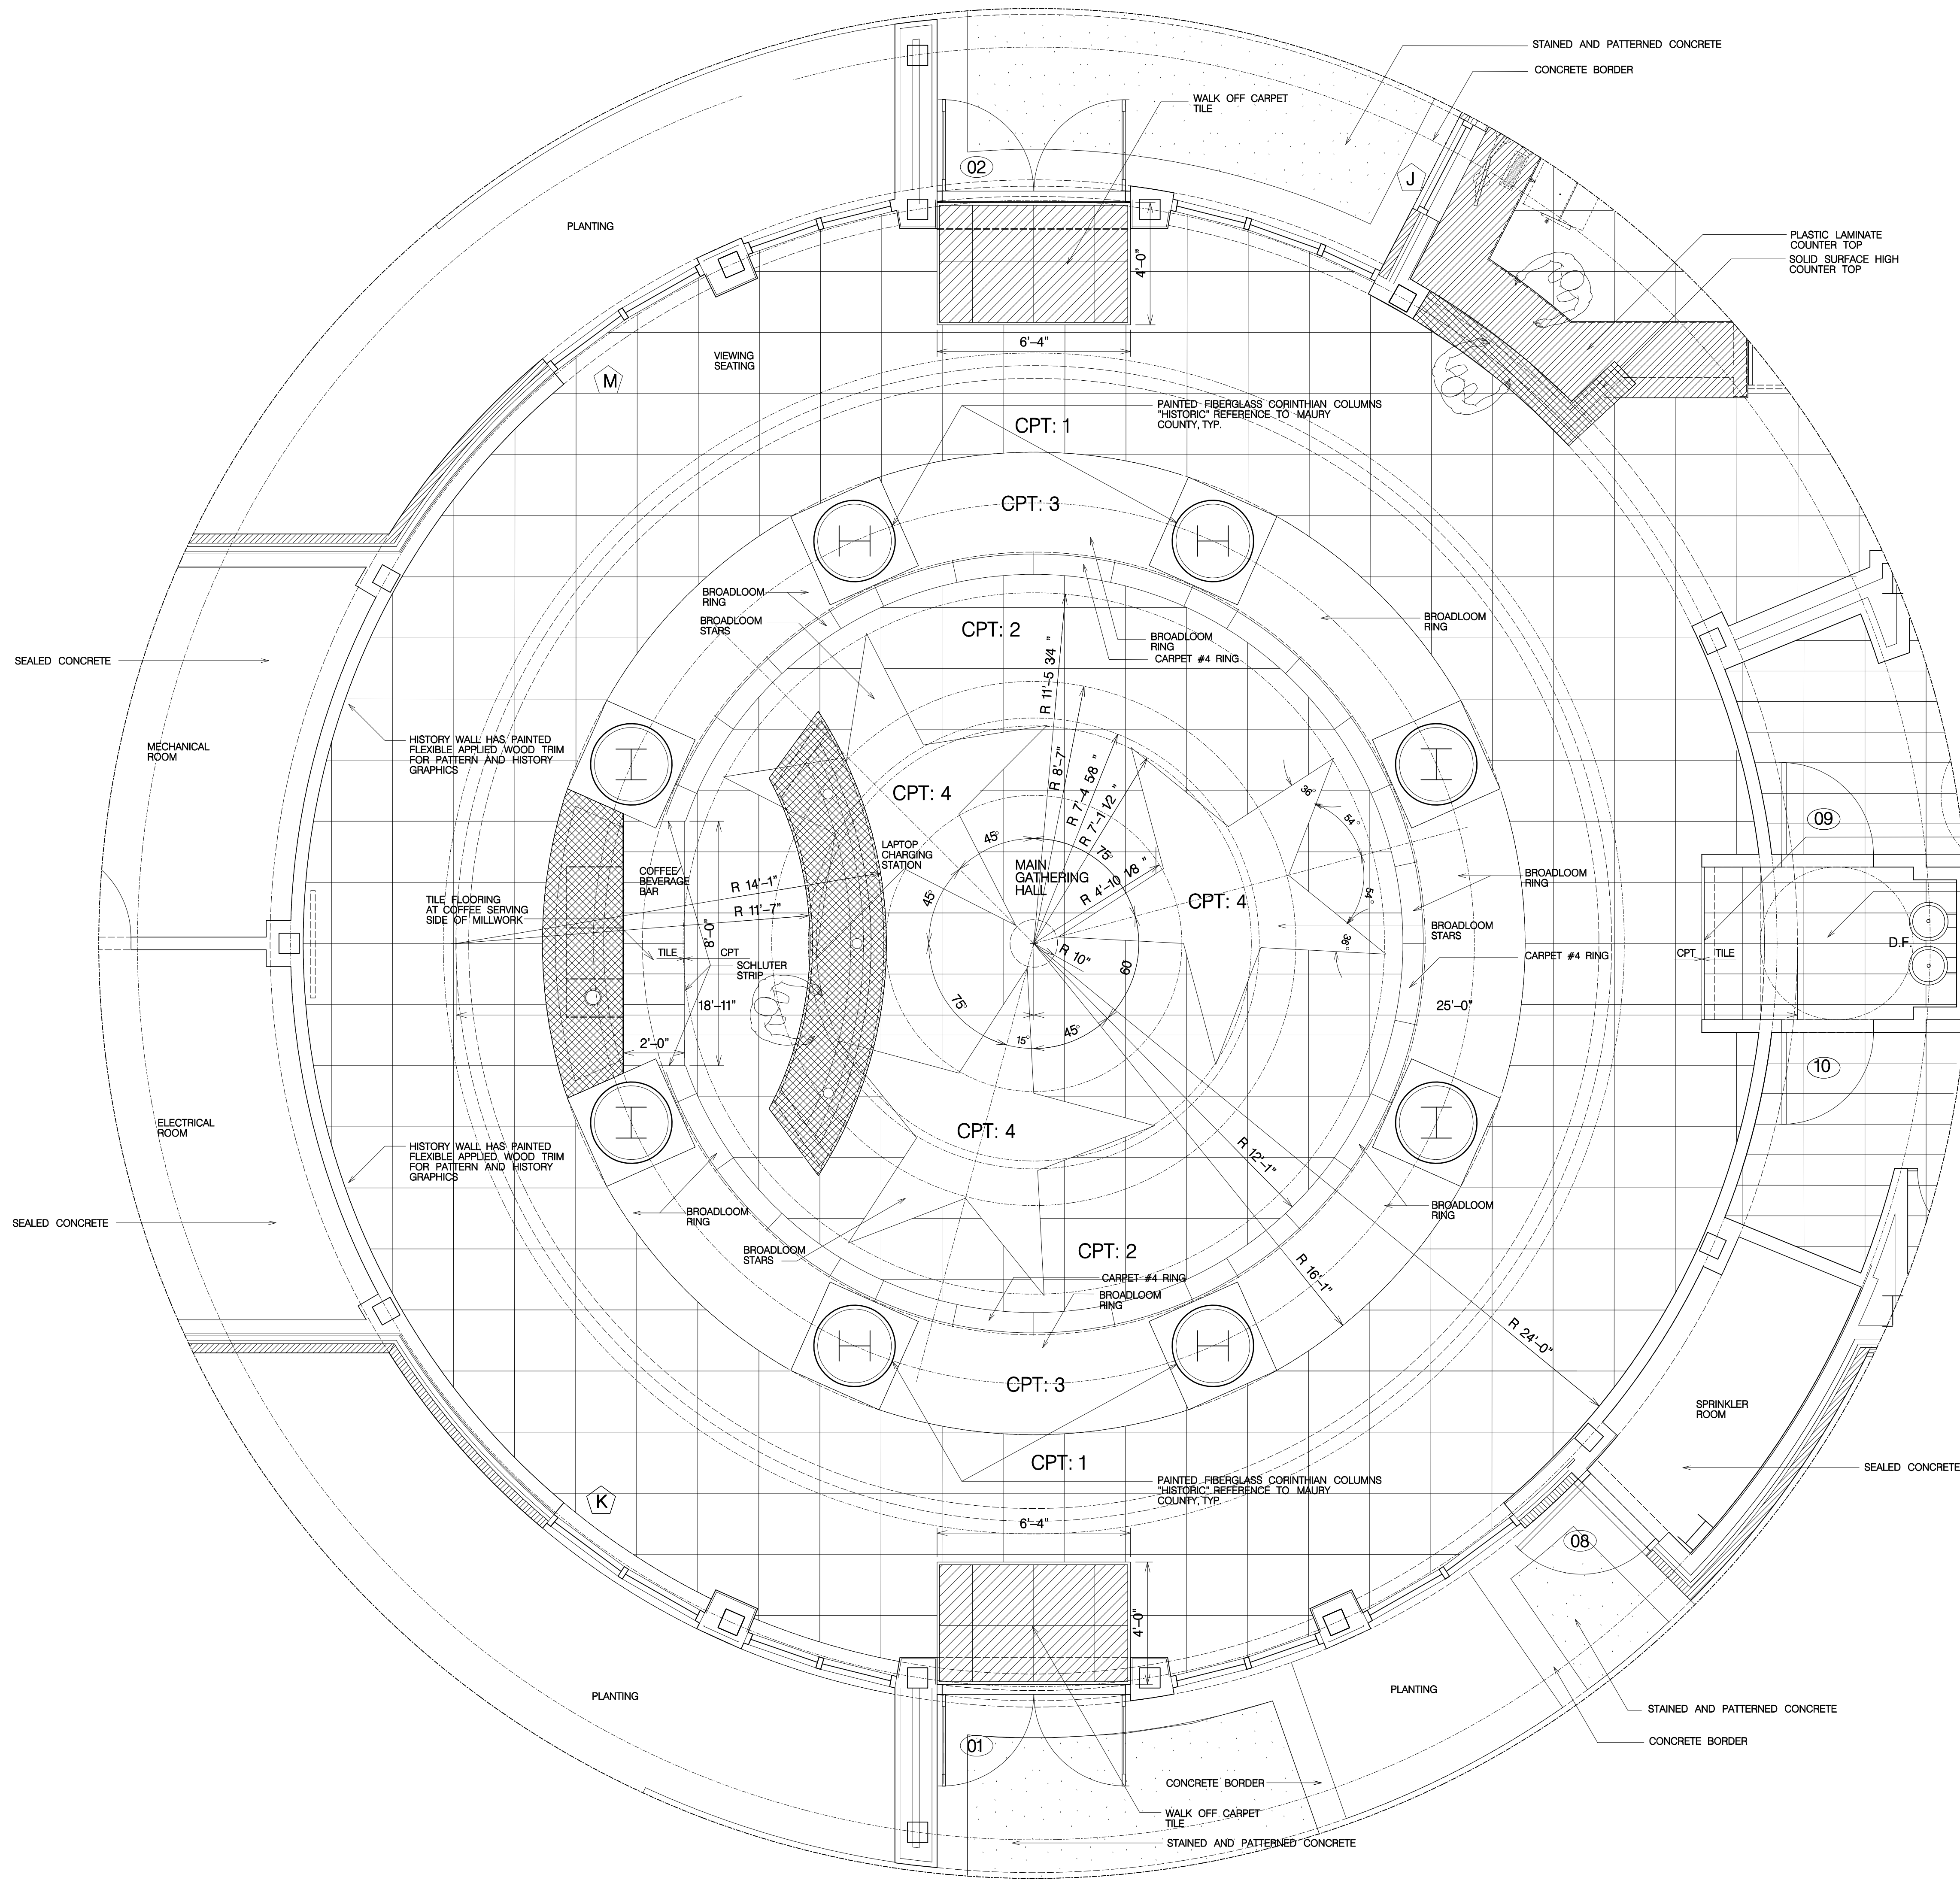 STAINED AND PATTERNED CONCRETE
CONCRETE BORDER
WALK OFF CARPET
TILE
02
J
PLANTING
PLASTIC LAMINATE
COUNTER TOP
SOLID SURFACE HIGH
COUNTER TOP
4'-0"
6'-4"
VIEWING
SEATING
M
PAINTED FIBERGLASS CORINTHIAN COLUMNS
"HISTORIC" REFERENCE TO MAURY
COUNTY, TYP.
CPT: 1
CPT: 3
BROADLOOM
RING
BROADLOOM
STARS
CPT: 2
BROADLOOM
RING
CARPET #4 RING
BROADLOOM
RING
SEALED CONCRETE
R 11'-5 3/4 "
R 8'-7"
R 7'-4 5/8 "
R 7'-1 1/2 "
R 4'-10 1/8 "
MECHANICAL
ROOM
HISTORY WALL HAS PAINTED
FLEXIBLE APPLIED WOOD TRIM
FOR PATTERN AND HISTORY
GRAPHICS
CPT: 4
36°
54°
54°
36°
09
45°
75°
LAPTOP
CHARGING
STATION
MAIN
GATHERING
HALL
COFFEE/
BEVERAGE
BAR
R 14'-1"
R 11'-7"
45°
CPT: 4
BROADLOOM
RING
TILE FLOORING
AT COFFEE SERVING
SIDE OF MILLWORK
8'-0"
BROADLOOM
STARS
D.F.
TILE
CPT
SCHLUTER
STRIP
R 10"
60
CARPET #4 RING
CPT
TILE
18'-11"
75°
15°
45°
25'-0"
2'-0"
10
ELECTRICAL
ROOM
HISTORY WALL HAS PAINTED
FLEXIBLE APPLIED WOOD TRIM
FOR PATTERN AND HISTORY
GRAPHICS
CPT: 4
R 12'-1"
SEALED CONCRETE
BROADLOOM
RING
BROADLOOM
RING
BROADLOOM
STARS
CPT: 2
CARPET #4 RING
BROADLOOM
RING
R 16'-1"
R 24'-0"
CPT: 3
SPRINKLER
ROOM
CPT: 1
SEALED CONCRETE
PAINTED FIBERGLASS CORINTHIAN COLUMNS
"HISTORIC" REFERENCE TO MAURY
COUNTY, TYP.
K
6'-4"
08
4'-0"
PLANTING
PLANTING
STAINED AND PATTERNED CONCRETE
CONCRETE BORDER
01
CONCRETE BORDER
WALK OFF CARPET
TILE
STAINED AND PATTERNED CONCRETE